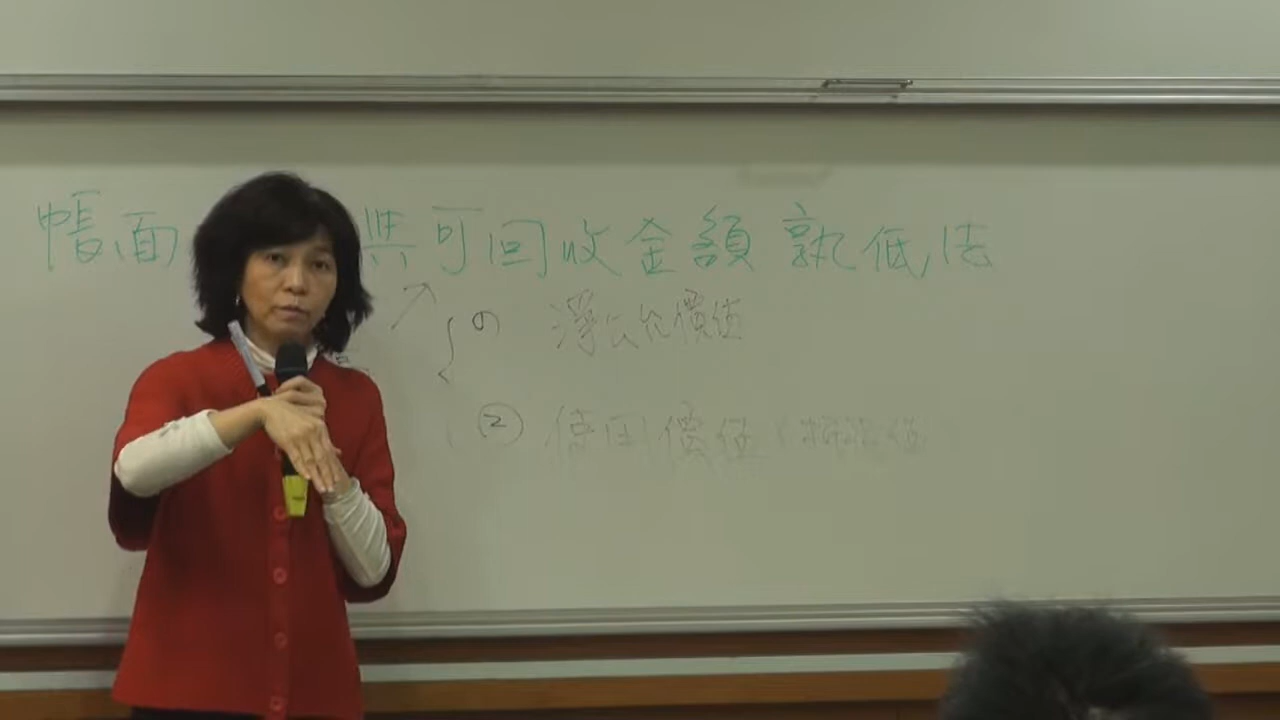 帳面 與可回收金額孰低法
淨公允價值
② 使用價值